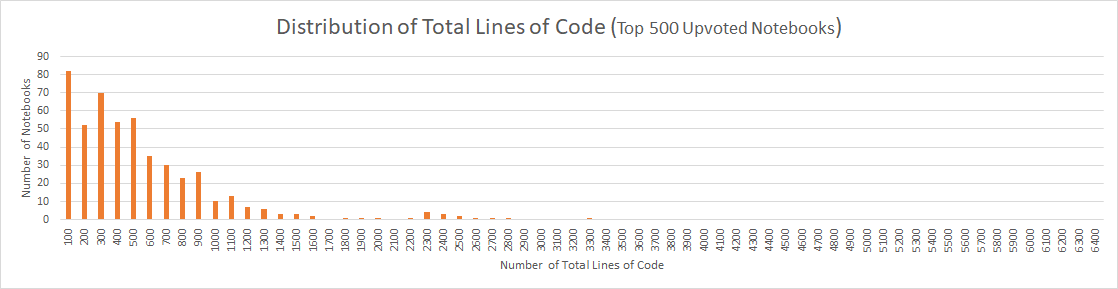 Distribution of Total Lines of Code (Top 500 Upvoted Notebooks)
Number of Notebooks
90
80
70
60
50
40
30
20
10
0
100 200 300 400 500 600 700 800 900 1000 1100 1200 1300 1400 1500 1600 1700 1800 1900 2000 2100 2200 2300 2400 2500 2600 2700 2800 2900 3000 3100 3200 3300 3400 3500 3600 3700 3800 3900 4000 4100 4200 4300 4400 4500 4600 4700 4800 4900 5000 5100 5200 5300 5400 5500 5600 5700 5800 5900 6000 6100 6200 6300 6400
Number of Total Lines of Code